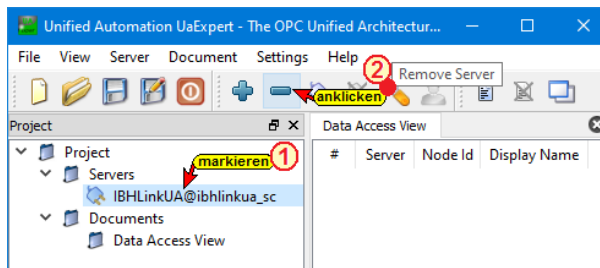 Unified Automation UaExpert - The OPC Unified Architectur...
File View Server Document Settings Help
2
Remove Server
anklicken
Project
Data Access View
# Server Node Id Display Name
Project
markieren 1
Servers
IBHLinkUA@ibhlinkua_sc
Documents
Data Access View